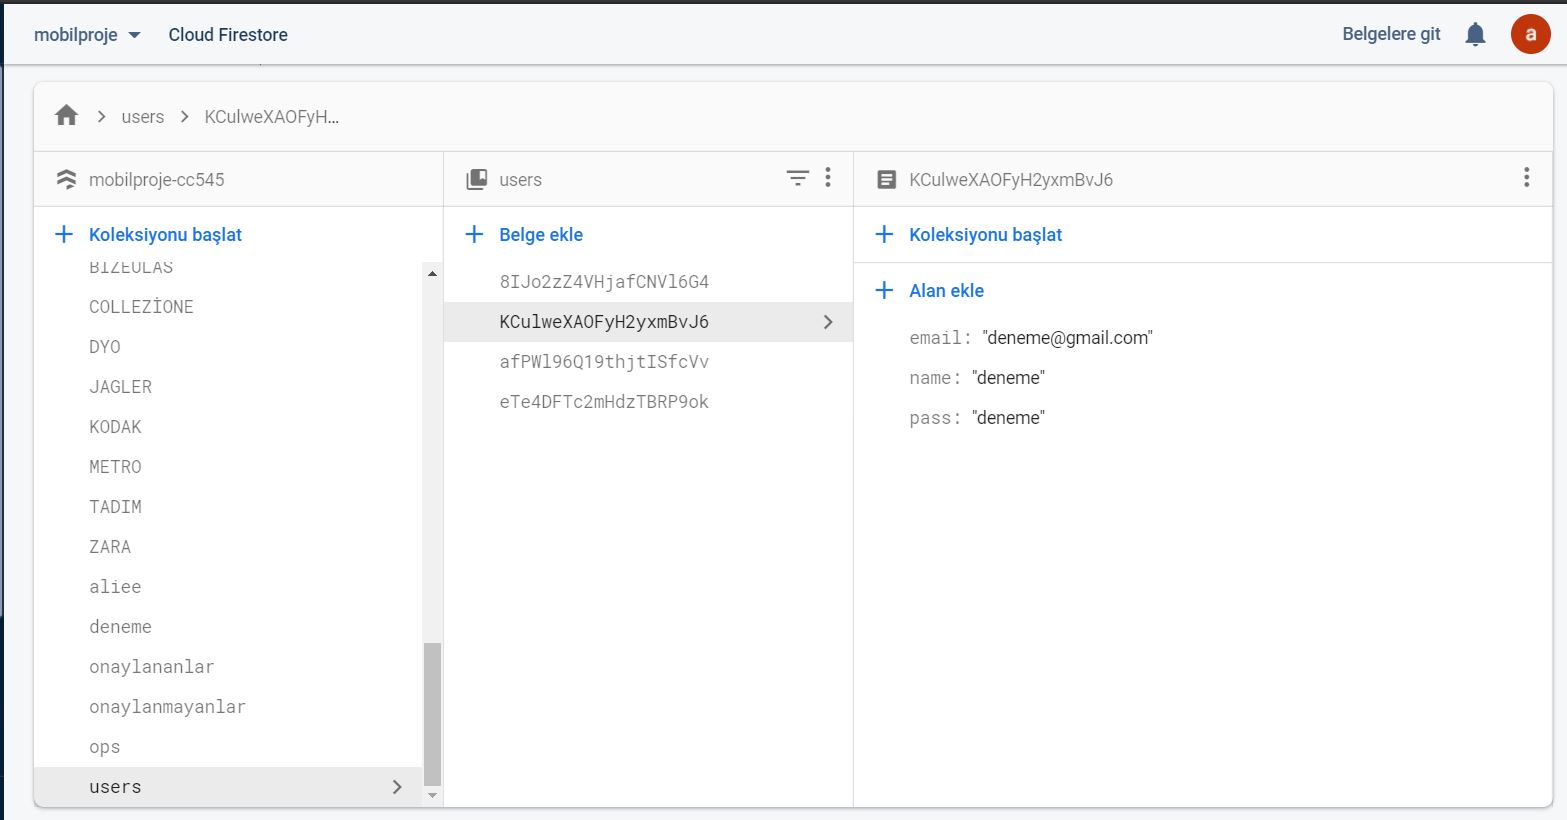 mobilproje
Cloud Firestore
Belgelere git
a
users
KCulweXAOFyH...
mobilproje-cc545
Koleksiyonu başlat
BIZEULAS
COLLEZİONE
DYO
JAGLER
KODAK
METRO
TADIM
ZARA
aliee
deneme
onaylananlar
onaylanmayanlar
ops
users
users
Belge ekle
8IJo2zZ4VHjafCNVl6G4
KCulweXAOFyH2yxmBvJ6
afPWl96Q19thjtISfcVv
eTe4DFTc2mHdzTBRP9ok
KCulweXAOFyH2yxmBvJ6
Koleksiyonu başlat
Alan ekle
email: "deneme@gmail.com"
name: "deneme"
pass: "deneme"